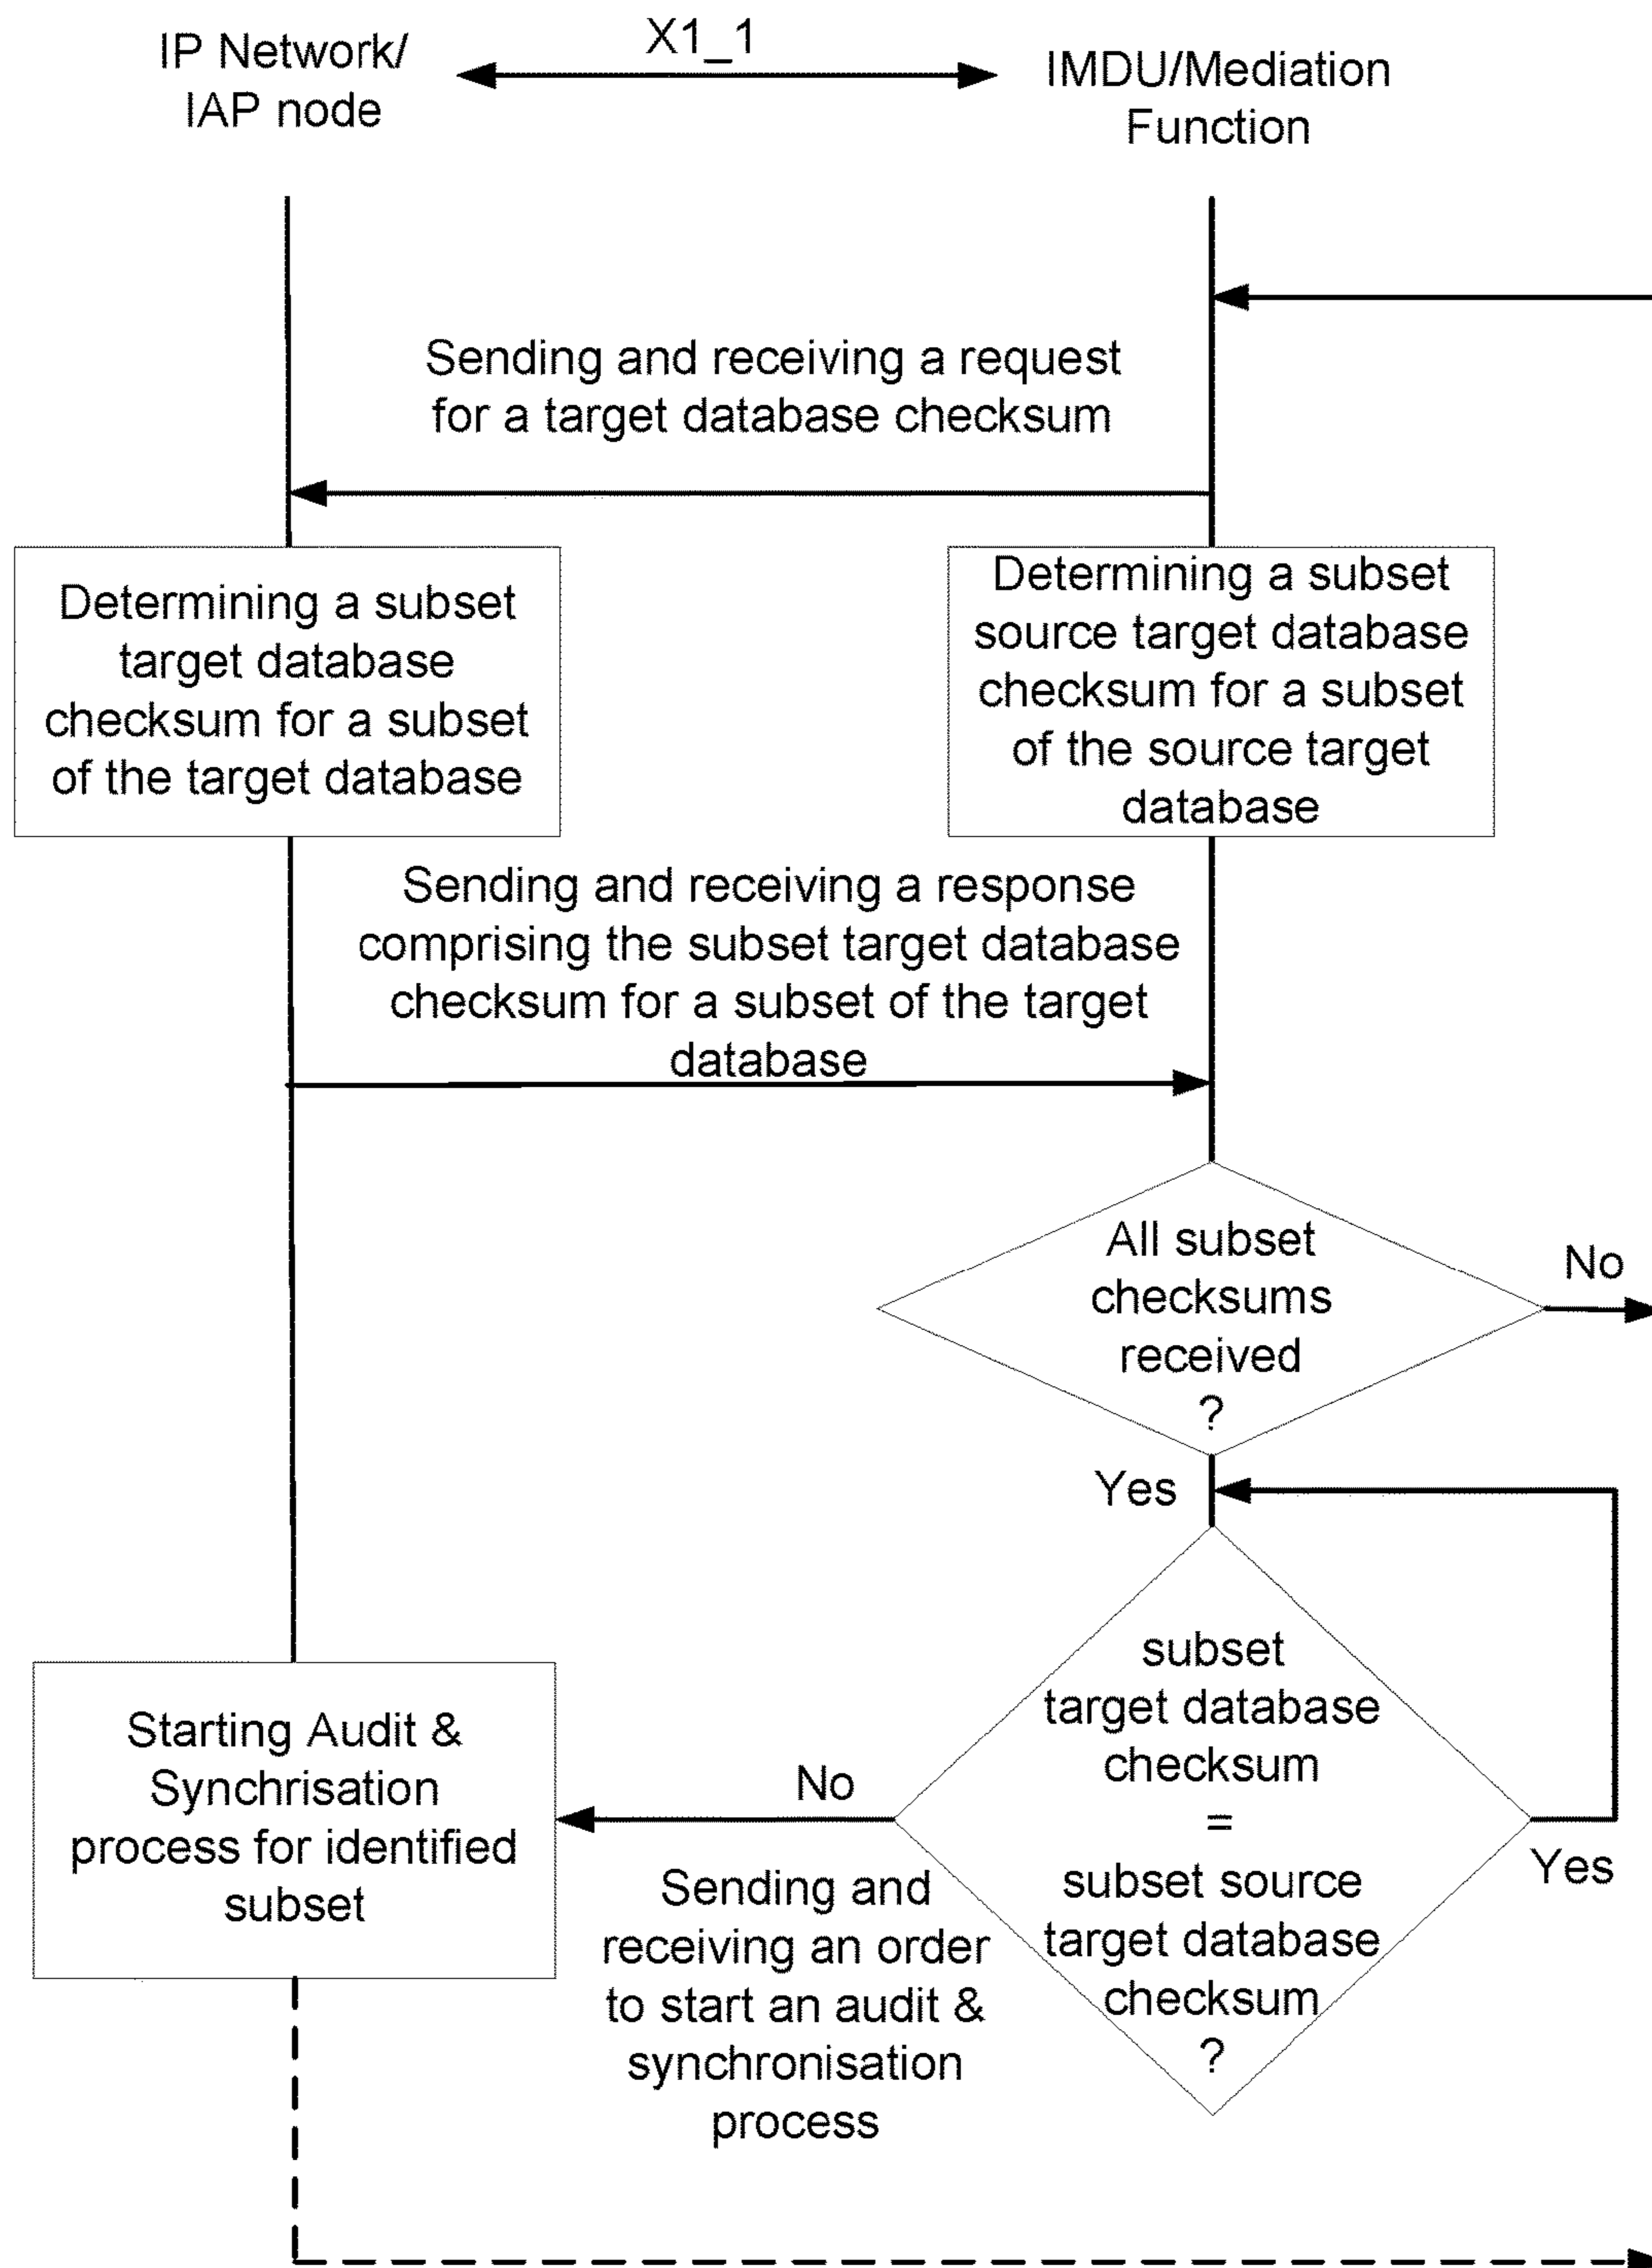 IP Network/
IAP node
X1_1
IMDU/Mediation
Function
Sending and receiving a request
for a target database checksum
Determining a subset
target database
checksum for a subset
of the target database
Determining a subset
source target database
checksum for a subset
of the source target
database
Sending and receiving a response
comprising the subset target database
checksum for a subset of the target
database
All subset
checksums
received
?
No
Yes
subset
target database
checksum
=
subset source
target database
checksum
?
Yes
No
Sending and
receiving an order
to start an audit &
synchronisation
process
Starting Audit &
Synchrisation
process for identified
subset